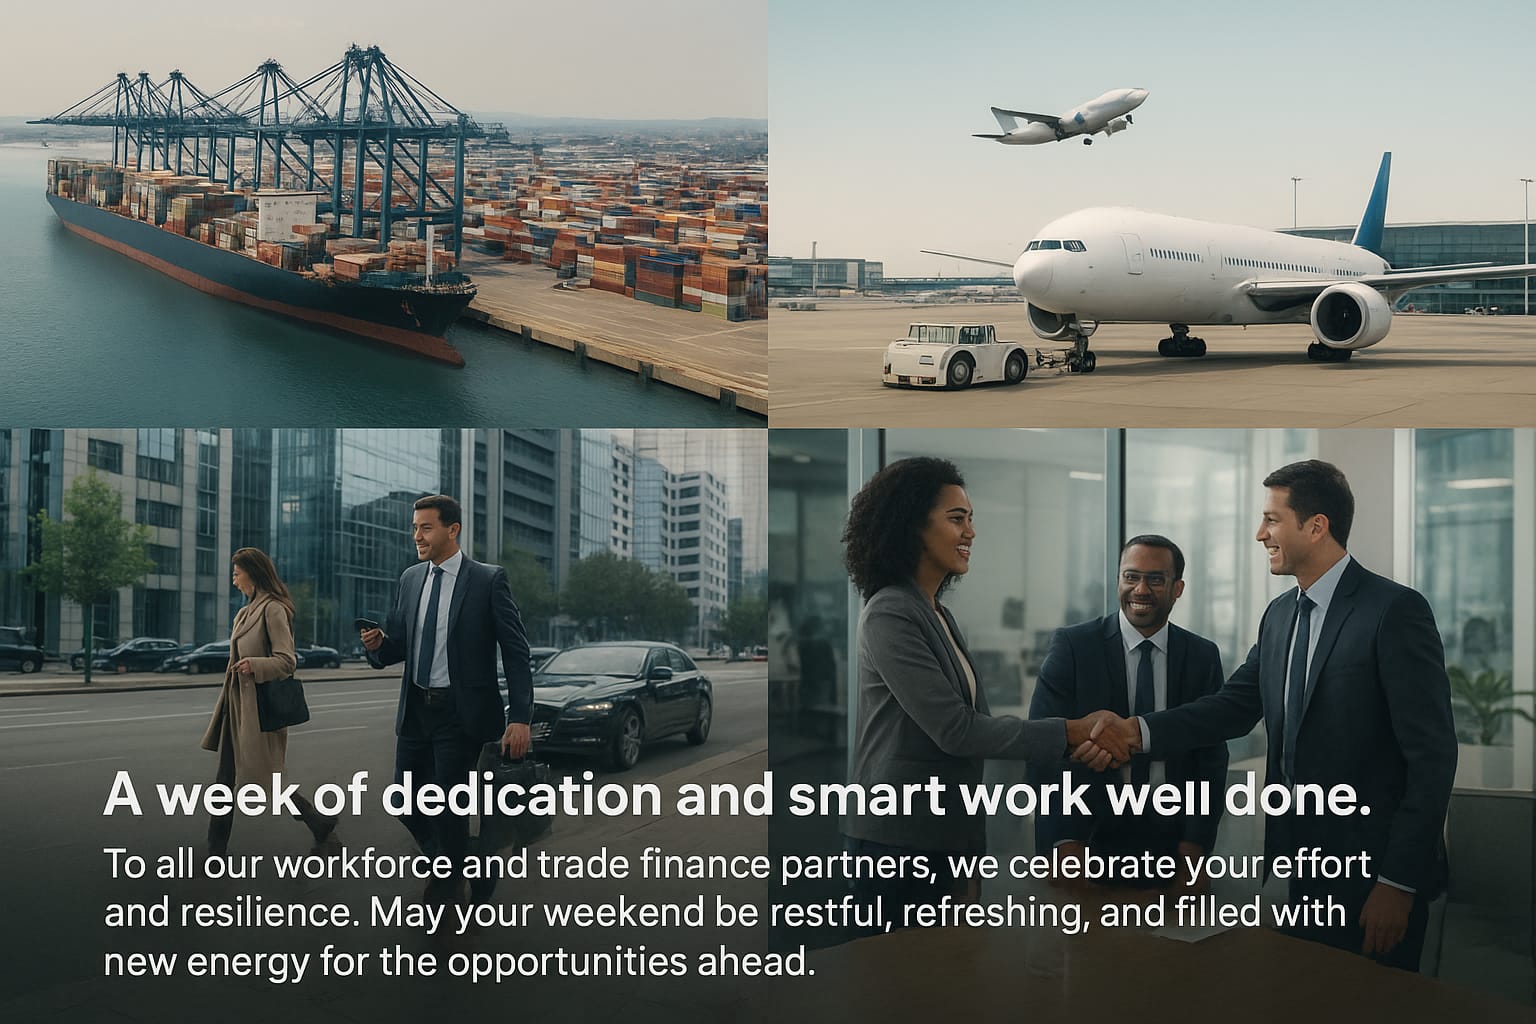 A week of dedication and smart work well done.
To all our workforce and trade finance partners, we celebrate your effort
and resilience. May your weekend be restful, refreshing, and filled with
new energy for the opportunities ahead.